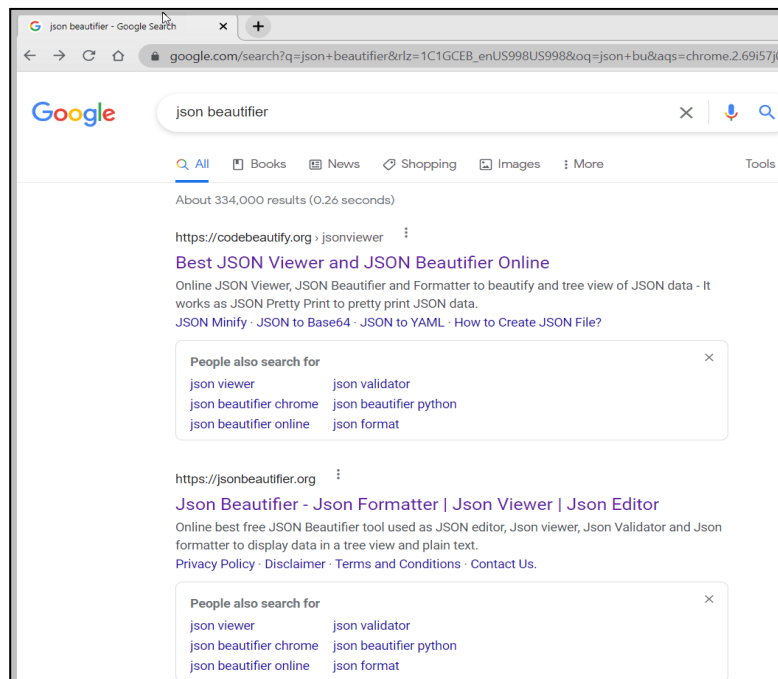 json beautifier - Google Search
google.com/search?q=json+beautifier&rlz=1C1GCEB_enUS998US998&oq=json+bu&aqs=chrome.2.69i57j0
Google
json beautifier
All Books News Shopping Images More Tools
About 334,000 results (0.26 seconds)
https://codebeautify.org › jsonviewer
Best JSON Viewer and JSON Beautifier Online
Online JSON Viewer, JSON Beautifier and Formatter to beautify and tree view of JSON data - It
works as JSON Pretty Print to pretty print JSON data.
JSON Minify · JSON to Base64 · JSON to YAML · How to Create JSON File?
People also search for
json viewer json validator
json beautifier chrome json beautifier python
json beautifier online json format
https://jsonbeautifier.org
Json Beautifier - Json Formatter | Json Viewer | Json Editor
Online best free JSON Beautifier tool used as JSON editor, Json viewer, Json Validator and Json
formatter to display data in a tree view and plain text.
Privacy Policy · Disclaimer · Terms and Conditions · Contact Us.
People also search for
json viewer json validator
json beautifier chrome json beautifier python
json beautifier online json format